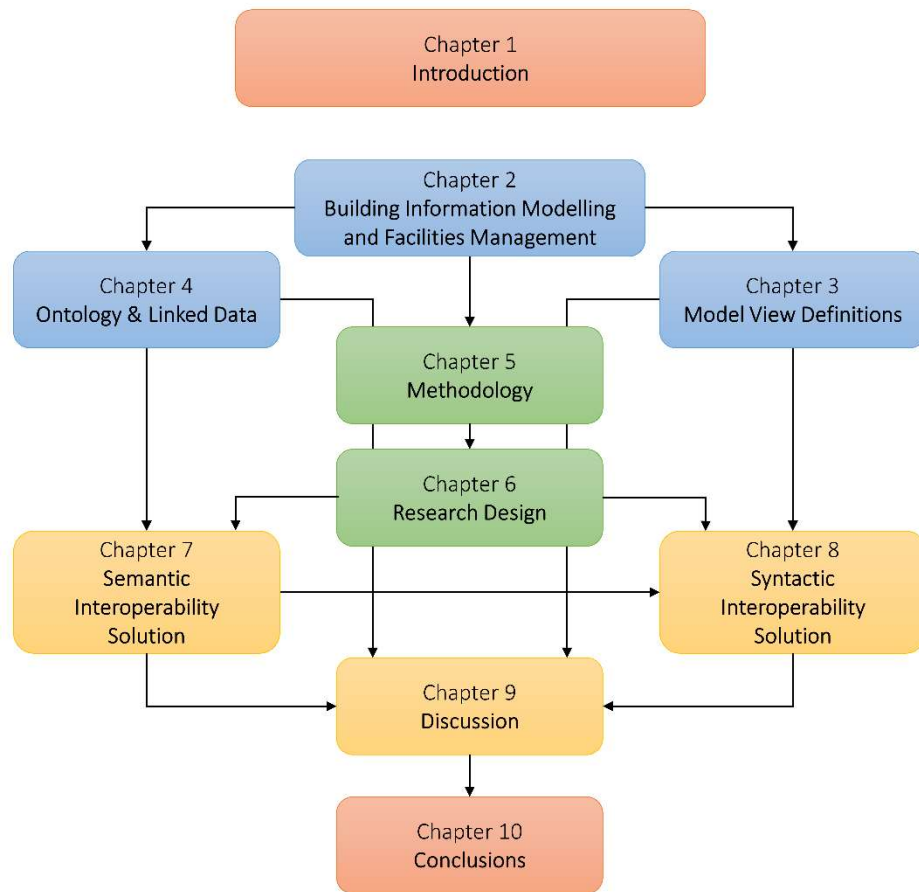 Chapter 1
Introduction
Chapter 2
Building Information Modelling
and Facilities Management
Chapter 4
Ontology & Linked Data
Chapter 3
Model View Definitions
Chapter 5
Methodology
Chapter 6
Research Design
Chapter 7
Semantic
Interoperability
Solution
Chapter 8
Syntactic
Interoperability
Solution
Chapter 9
Discussion
Chapter 10
Conclusions